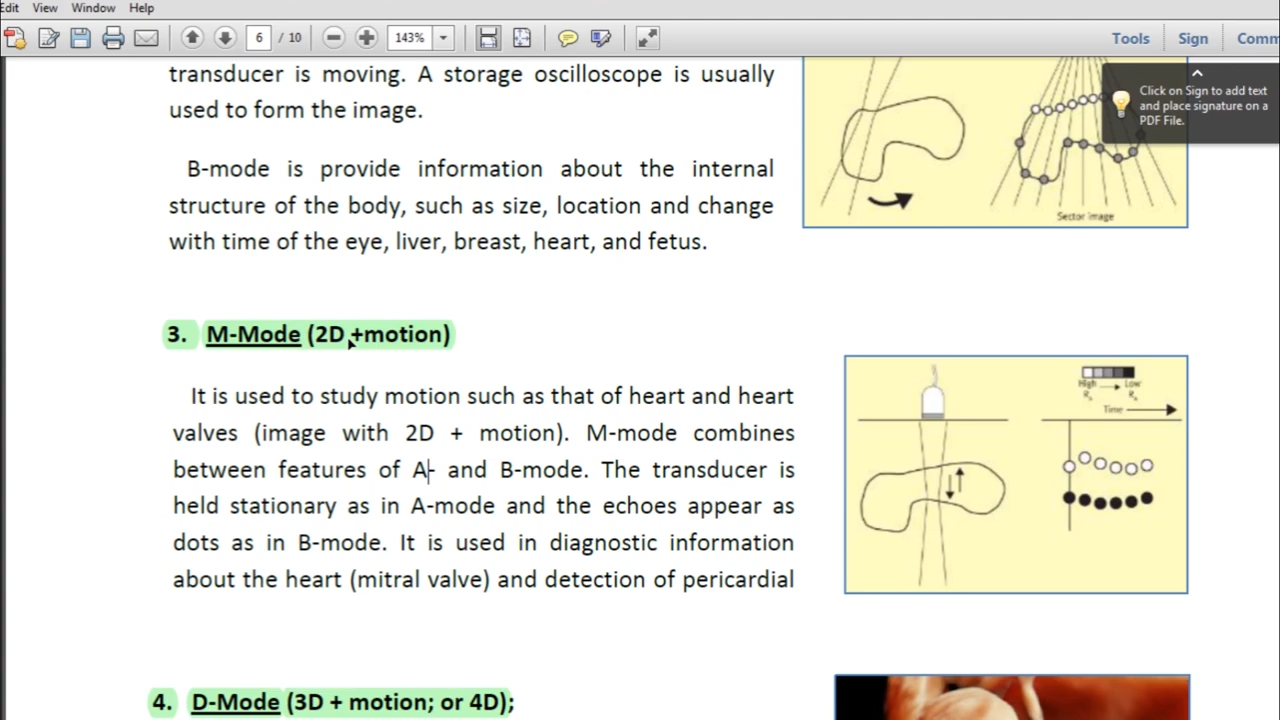 Edit View Window Help
6 / 10 143% Tools Sign Comm
Click on Sign to add text
and place signature on a
PDF File.
transducer is moving. A storage oscilloscope is usually
used to form the image.
Sector image
B-mode is provide information about the internal
structure of the body, such as size, location and change
with time of the eye, liver, breast, heart, and fetus.
3. M-Mode (2D +motion)
It is used to study motion such as that of heart and heart
valves (image with 2D + motion). M-mode combines
between features of A- and B-mode. The transducer is
held stationary as in A-mode and the echoes appear as
dots as in B-mode. It is used in diagnostic information
about the heart (mitral valve) and detection of pericardial
High Low
Time
4. D-Mode (3D + motion; or 4D);